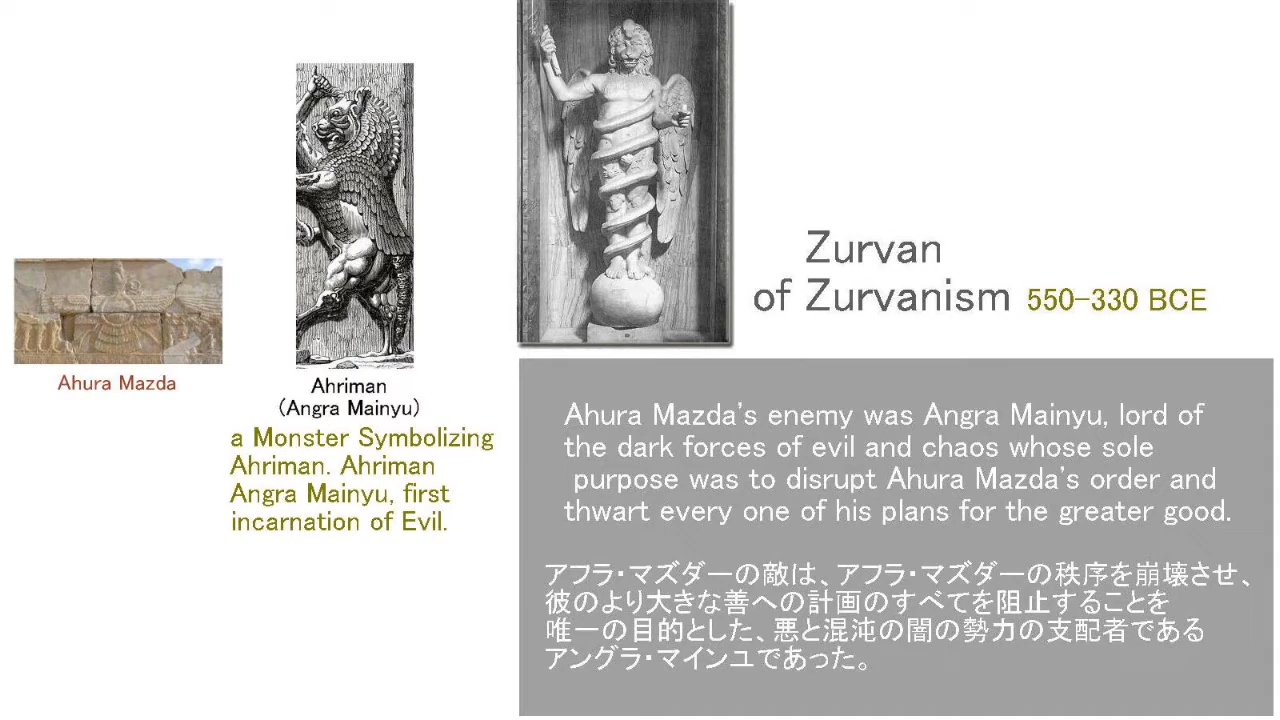 Zurvan
of Zurvanism 550-330 BCE
Ahura Mazda
Ahriman
(Angra Mainyu)
a Monster Symbolizing
Ahriman. Ahriman
Angra Mainyu, first
incarnation of Evil.
Ahura Mazda's enemy was Angra Mainyu, lord of
the dark forces of evil and chaos whose sole
purpose was to disrupt Ahura Mazda's order and
thwart every one of his plans for the greater good.
アフラ・マズダーの敵は、アフラ・マズダーの秩序を崩壊させ、
彼のより大きな善への計画のすべてを阻止することを
唯一の目的とした、悪と混沌の闇の勢力の支配者である
アングラ・マインユであった。